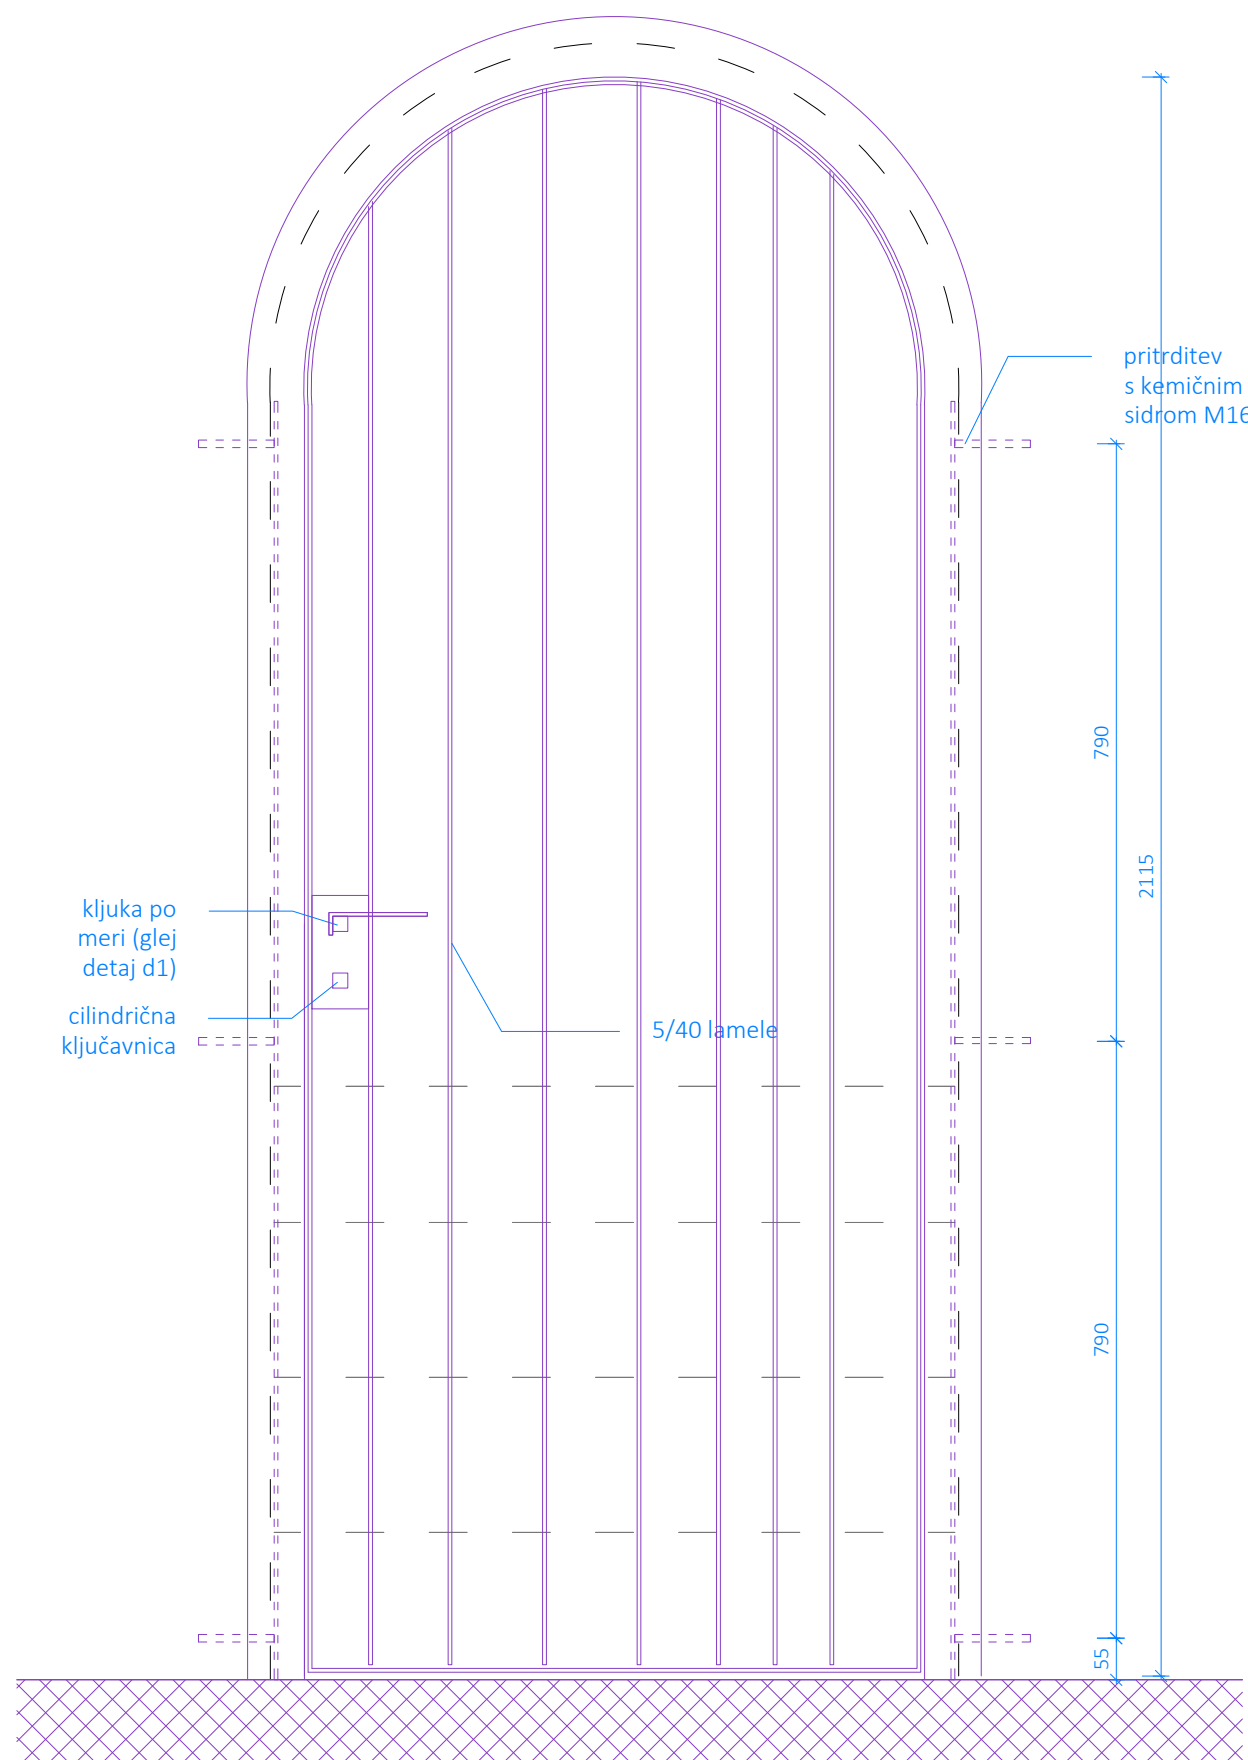 pritrditev
s kemičnim
sidrom M16
790
2115
kljuka po
meri (glej
detaj d1)
cilindrična
ključavnica
5/40 lamele
790
55